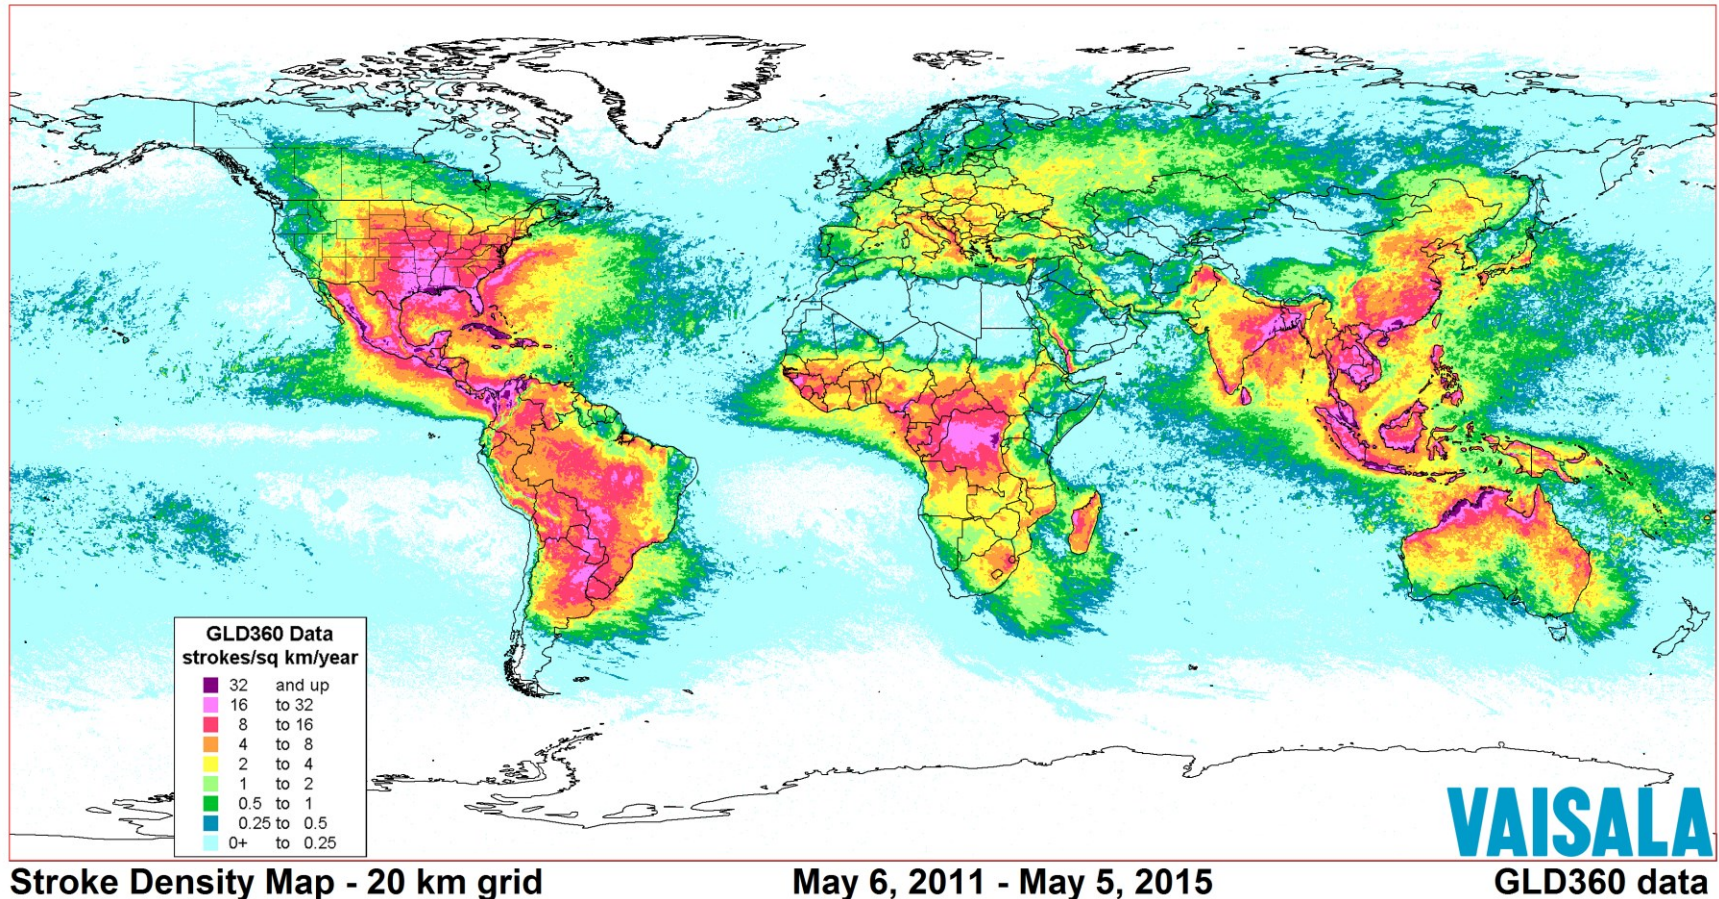 GLD360 Data
strokes/sq km/year
32 and up
16 to 32
8 to 16
4 to 8
2 to 4
1 to 2
0.5 to 1
0.25 to 0.5
0+ to 0.25
VAISALA
Stroke Density Map - 20 km grid May 6, 2011 - May 5, 2015 GLD360 data